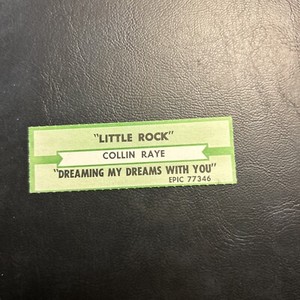 "LITTLE ROCK"
COLLIN RAYE
"DREAMING MY DREAMS WITH YOU"
EPIC 77346